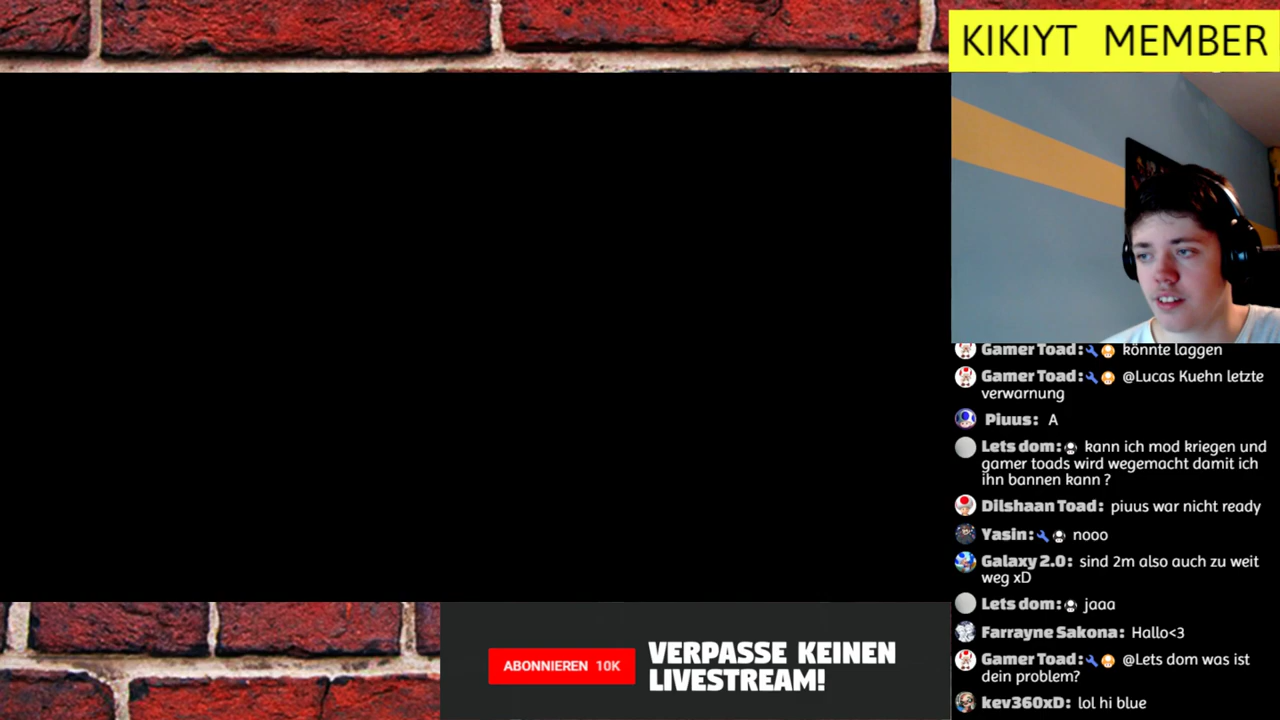 KIKIYT MEMBER
Gamer Toad: könnte laggen
Gamer Toad: @Lucas Kuehn letzte
verwarnung
Piuus: A
Lets dom: kann ich mod kriegen und
gamer toads wird wegemacht damit ich
ihn bannen kann ?
Dilshaan Toad: piuus war nicht ready
Yasin: nooo
Galaxy 2.0: sind 2m also auch zu weit
weg xD
Lets dom: jaaa
Farrayne Sakona: Hallo<3
Gamer Toad: @Lets dom was ist
dein problem?
kev360xD: lol hi blue
ABONNIEREN 10K
VERPASSE KEINEN
LIVESTREAM!